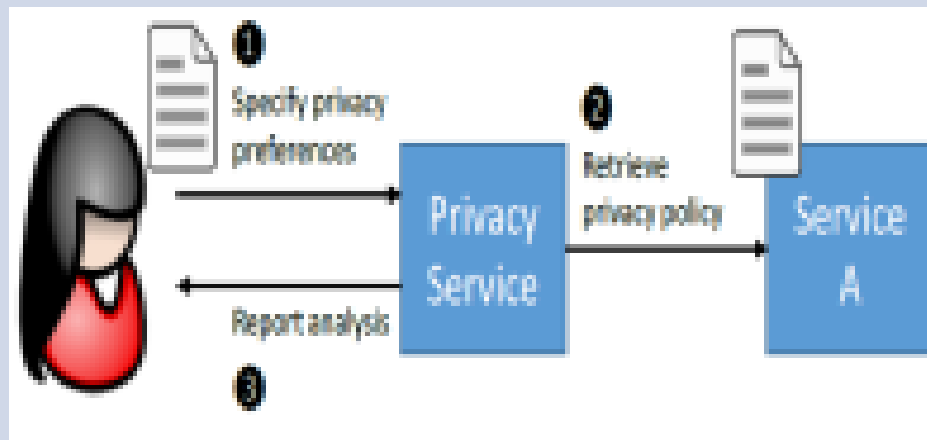 1
Specify privacy
preferences
2
Retrieve
privacy policy
Privacy
Service
Service
A
Report analysis
3